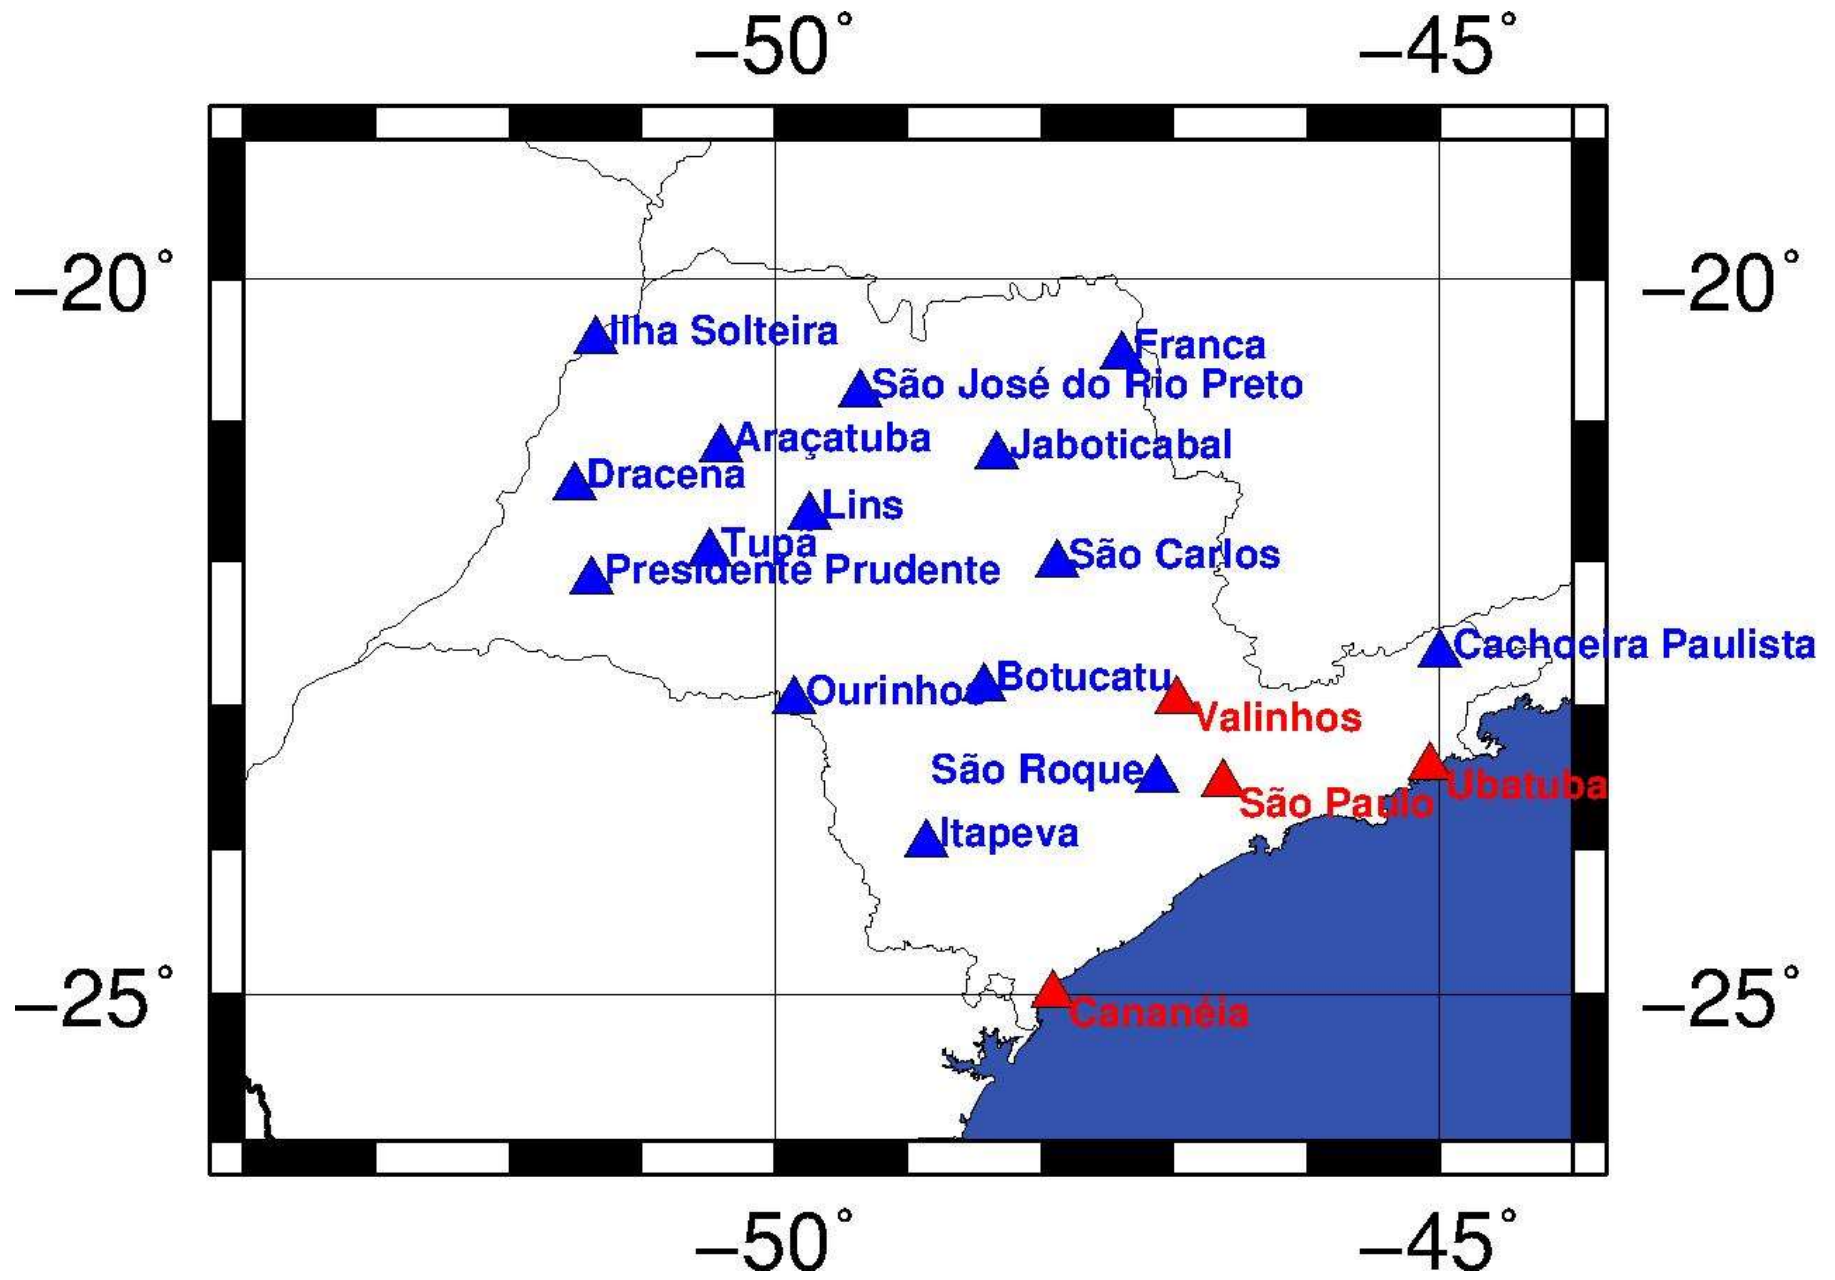 −50° −45°
−20° −20°
Ilha Solteira
Franca
São José do Rio Preto
Araçatuba
Jaboticabal
Dracena
Lins
Tupã
São Carlos
Presidente Prudente
Cachoeira Paulista
Botucatu
Ourinhos
Valinhos
São Roque
Ubatuba
São Paulo
Itapeva
−25° −25°
Cananéia
−50° −45°